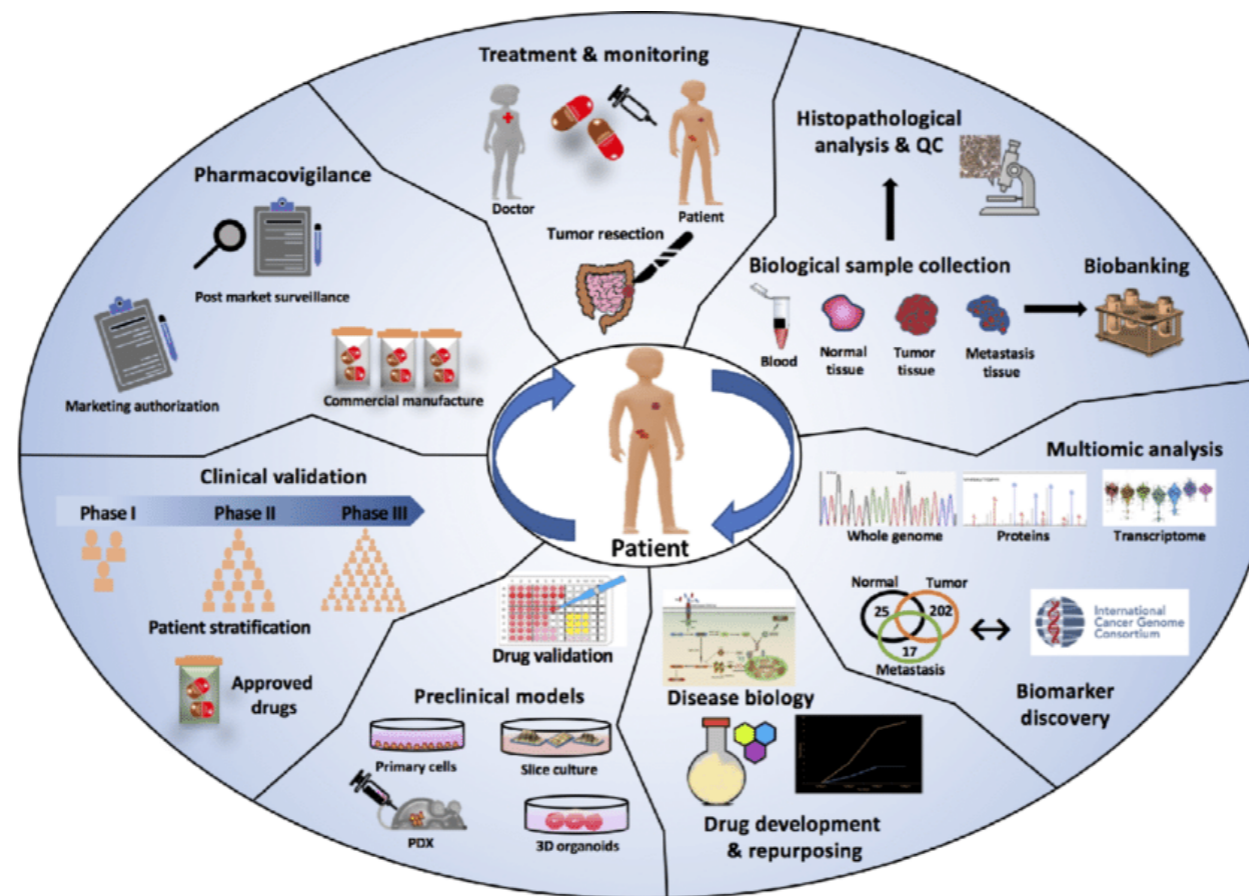 Treatment & monitoring
Doctor
Patient
Tumor resection
Histopathological
analysis & QC
Biological sample collection
Biobanking
Blood
Normal
tissue
Tumor
tissue
Metastasis
tissue
Multiomic analysis
Whole genome
Proteins
Transcriptome
Normal
Tumor
25
202
17
Metastasis
International
Cancer Genome
Consortium
Biomarker
discovery
Disease biology
Drug development
& repurposing
Drug validation
Preclinical models
Primary cells
Slice culture
PDX
3D organoids
Clinical validation
Phase I
Phase II
Phase III
Patient stratification
Approved
drugs
Pharmacovigilance
Post market surveillance
Marketing authorization
Commercial manufacture
Patient